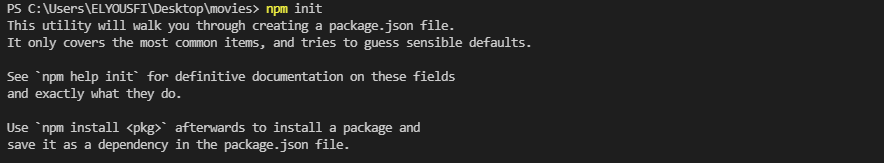 PS C:\Users\ELYOUSFI\Desktop\movies> npm init
This utility will walk you through creating a package.json file.
It only covers the most common items, and tries to guess sensible defaults.
See `npm help init` for definitive documentation on these fields
and exactly what they do.
Use `npm install <pkg>` afterwards to install a package and
save it as a dependency in the package.json file.